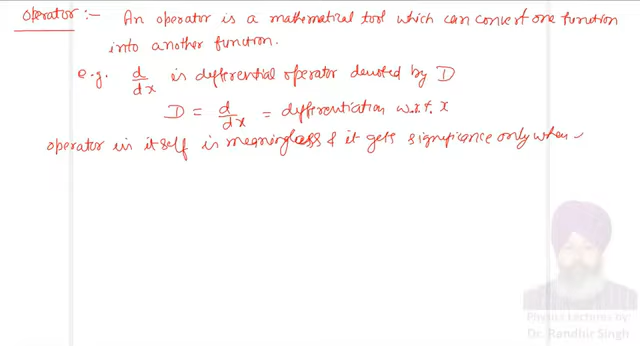 Operator :- An operator is a mathematical tool which can convert one function
into another function.
e.g. d/dx is differential operator denoted by D
D = d/dx = differentiation w.r.t. x
operator in itself is meaningless & it gets significance only when
Physics Lectures by:
Dr. Randhir Singh